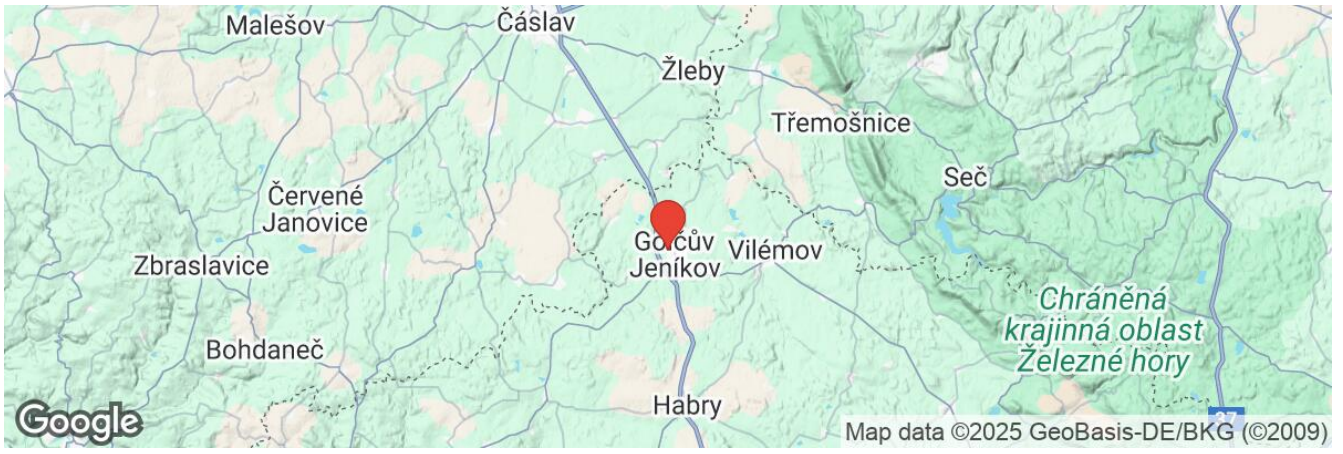 Malešov
Čáslav
Žleby
Třemošnice
Seč
Červené
Janovice
Golčův
Jeníkov
Vilémov
Zbraslavice
Chráněná
krajinná oblast
Železné hory
Bohdaneč
Habry
37
Google
Map data ©2025 GeoBasis-DE/BKG (©2009)